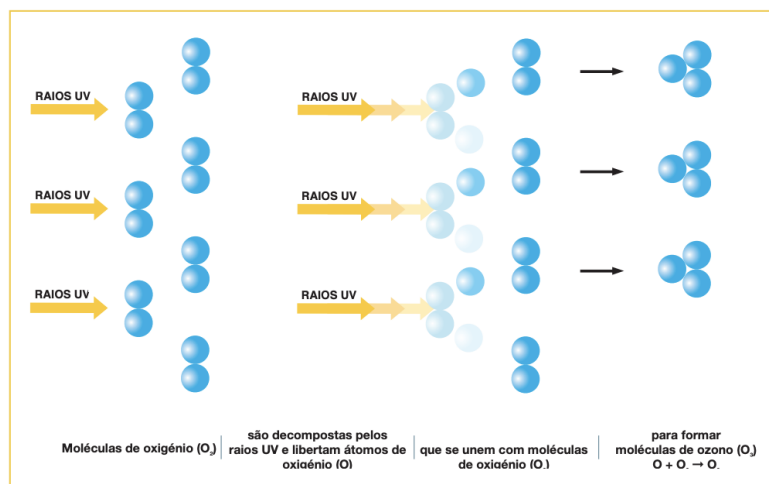 RAIOS UV
RAIOS UV
RAIOS UV
RAIOS UV
RAIOS UV
RAIOS UV
Moléculas de oxigénio (O₂)
são decompostas pelos
raios UV e libertam átomos de
oxigénio (O)
que se unem com moléculas
de oxigénio (O₂)
para formar
moléculas de ozono (O₃)
O + O₂ → O₃